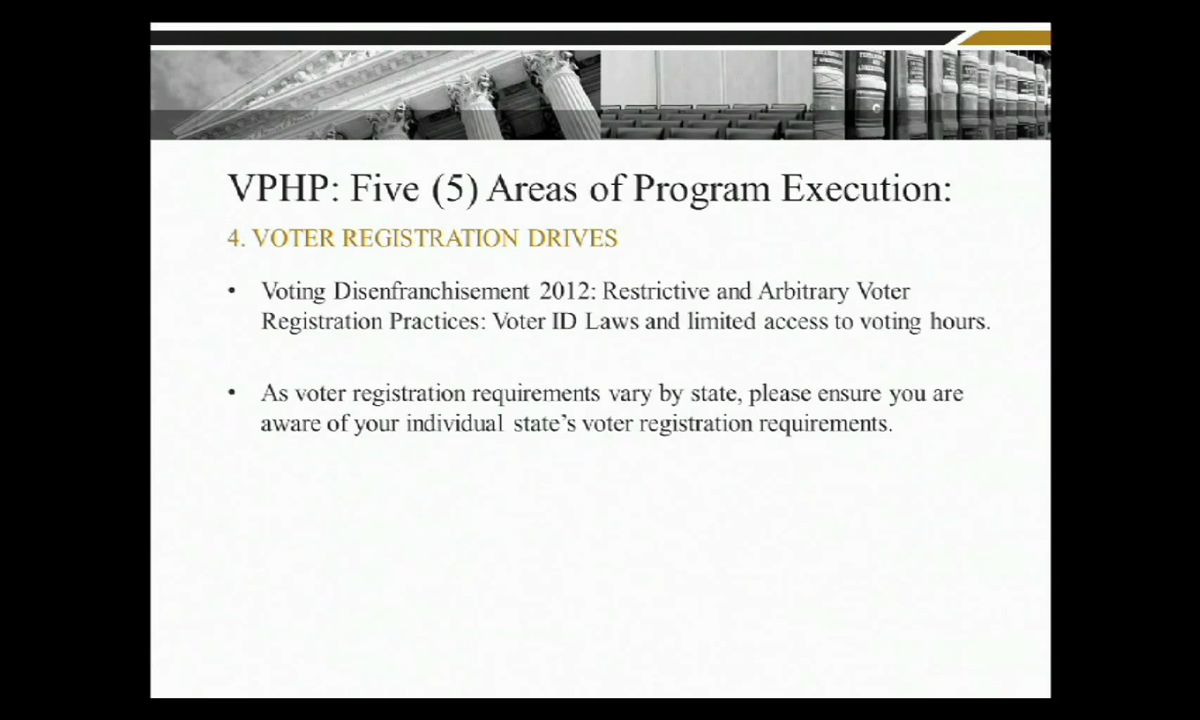 VPHP: Five (5) Areas of Program Execution:
4. VOTER REGISTRATION DRIVES
• Voting Disenfranchisement 2012: Restrictive and Arbitrary Voter
Registration Practices: Voter ID Laws and limited access to voting hours.
• As voter registration requirements vary by state, please ensure you are
aware of your individual state's voter registration requirements.